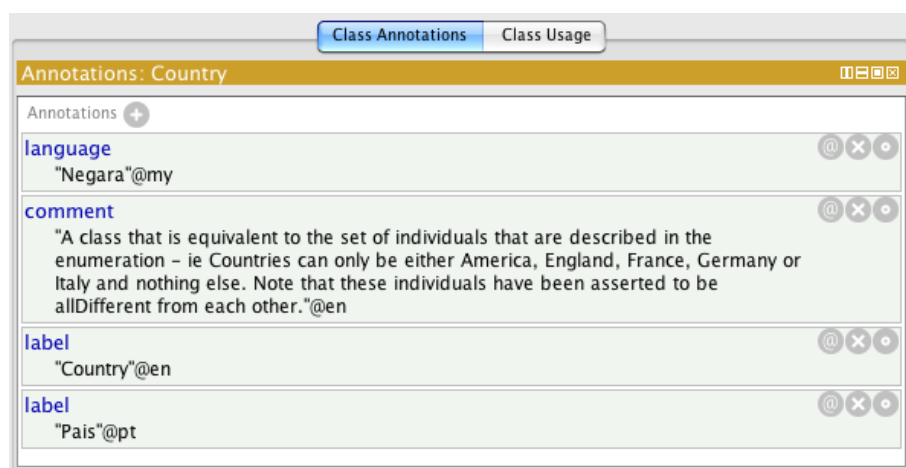 Class Annotations Class Usage
Annotations: Country
Annotations
language
"Negara"@my
comment
"A class that is equivalent to the set of individuals that are described in the
enumeration – ie Countries can only be either America, England, France, Germany or
Italy and nothing else. Note that these individuals have been asserted to be
allDifferent from each other."@en
label
"Country"@en
label
"Pais"@pt